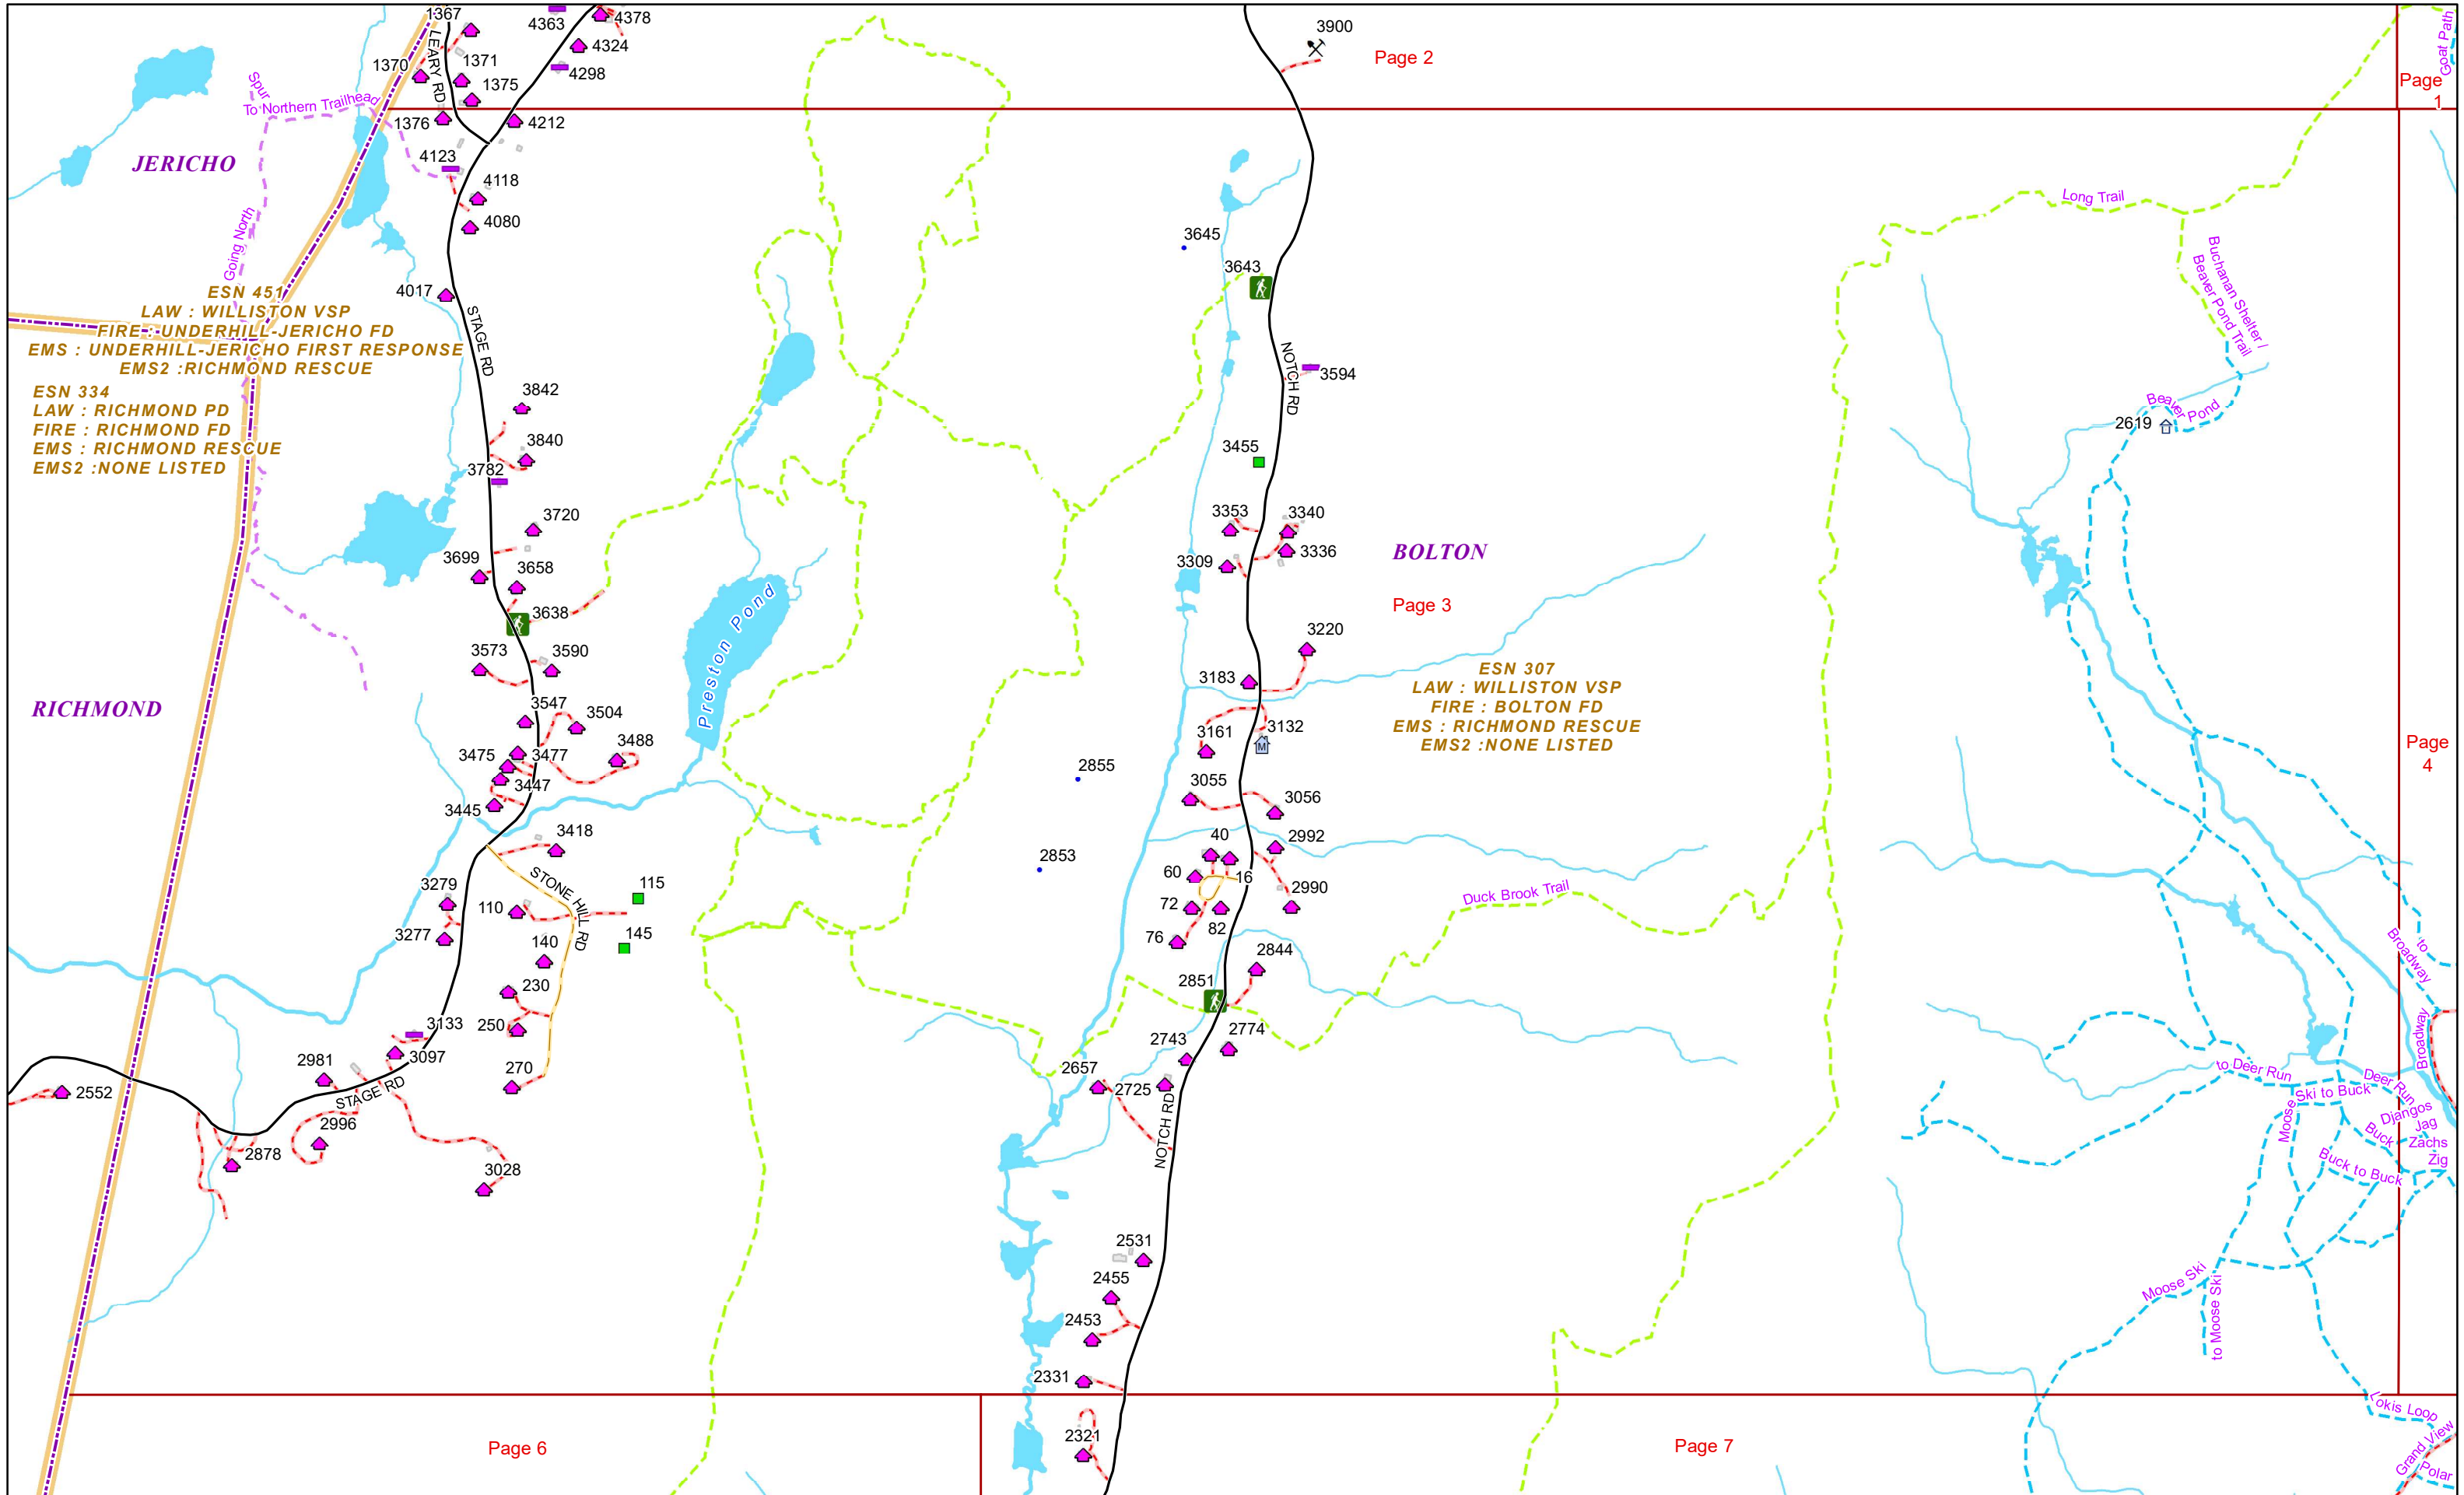 1367
4363
4378
4324
1370
1371
4298
1375
LEARY RD
3900
Page 2
Page
1
Goat Path
Spur
To Northern Trailhead
1376
4212
JERICHO
4123
4118
4080
Going North
4017
STAGE RD
ESN 451
LAW : WILLISTON VSP
FIRE : UNDERHILL-JERICHO FD
EMS : UNDERHILL-JERICHO FIRST RESPONSE
EMS2 :RICHMOND RESCUE
ESN 334
LAW : RICHMOND PD
FIRE : RICHMOND FD
EMS : RICHMOND RESCUE
EMS2 :NONE LISTED
3645
3643
3594
NOTCH RD
Long Trail
Buchanan Shelter /
Beaver Pond Trail
Beaver Pond
2619
3842
3840
3782
3720
3699
3658
3638
3573
3590
3547
3504
3488
3475
3477
3447
3445
3418
Preston Pond
RICHMOND
3455
3353
3340
3336
3309
BOLTON
Page 3
3220
3183
ESN 307
LAW : WILLISTON VSP
FIRE : BOLTON FD
EMS : RICHMOND RESCUE
EMS2 :NONE LISTED
3132
M
3161
3055
3056
2855
2853
40
2992
60
16
2990
72
82
76
2844
2851
Duck Brook Trail
Page
4
STONE HILL RD
3279
110
115
3277
145
140
230
250
270
3133
3097
2981
STAGE RD
2552
2996
2878
3028
2743
2774
2657
2725
NOTCH RD
2531
2455
2453
2331
2321
to
Broadway
Broadway
to Deer Run
Deer Run
Ski to Buck
Moose
Djangos
Jag
Buck
Zachs
Zig
Buck to Buck
Moose Ski
to Moose Ski
Lokis Loop
Grand View
Polar
Page 6
Page 7